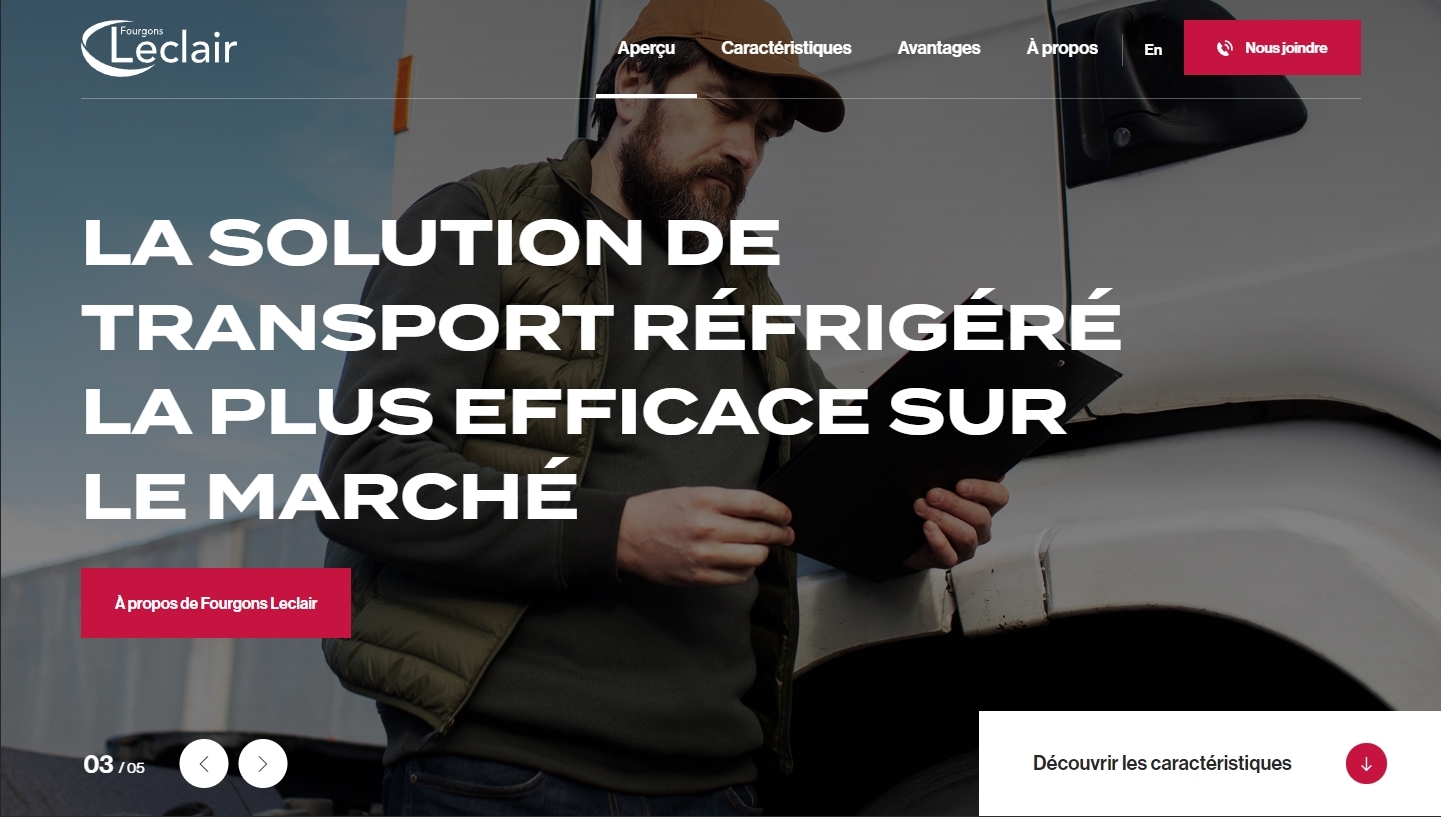 Fourgons
Leclair
Aperçu
Caractéristiques
Avantages
À propos
En
Nous joindre
LA SOLUTION DE
TRANSPORT RÉFRIGÉRÉ
LA PLUS EFFICACE SUR
LE MARCHÉ
À propos de Fourgons Leclair
03 / 05
Découvrir les caractéristiques